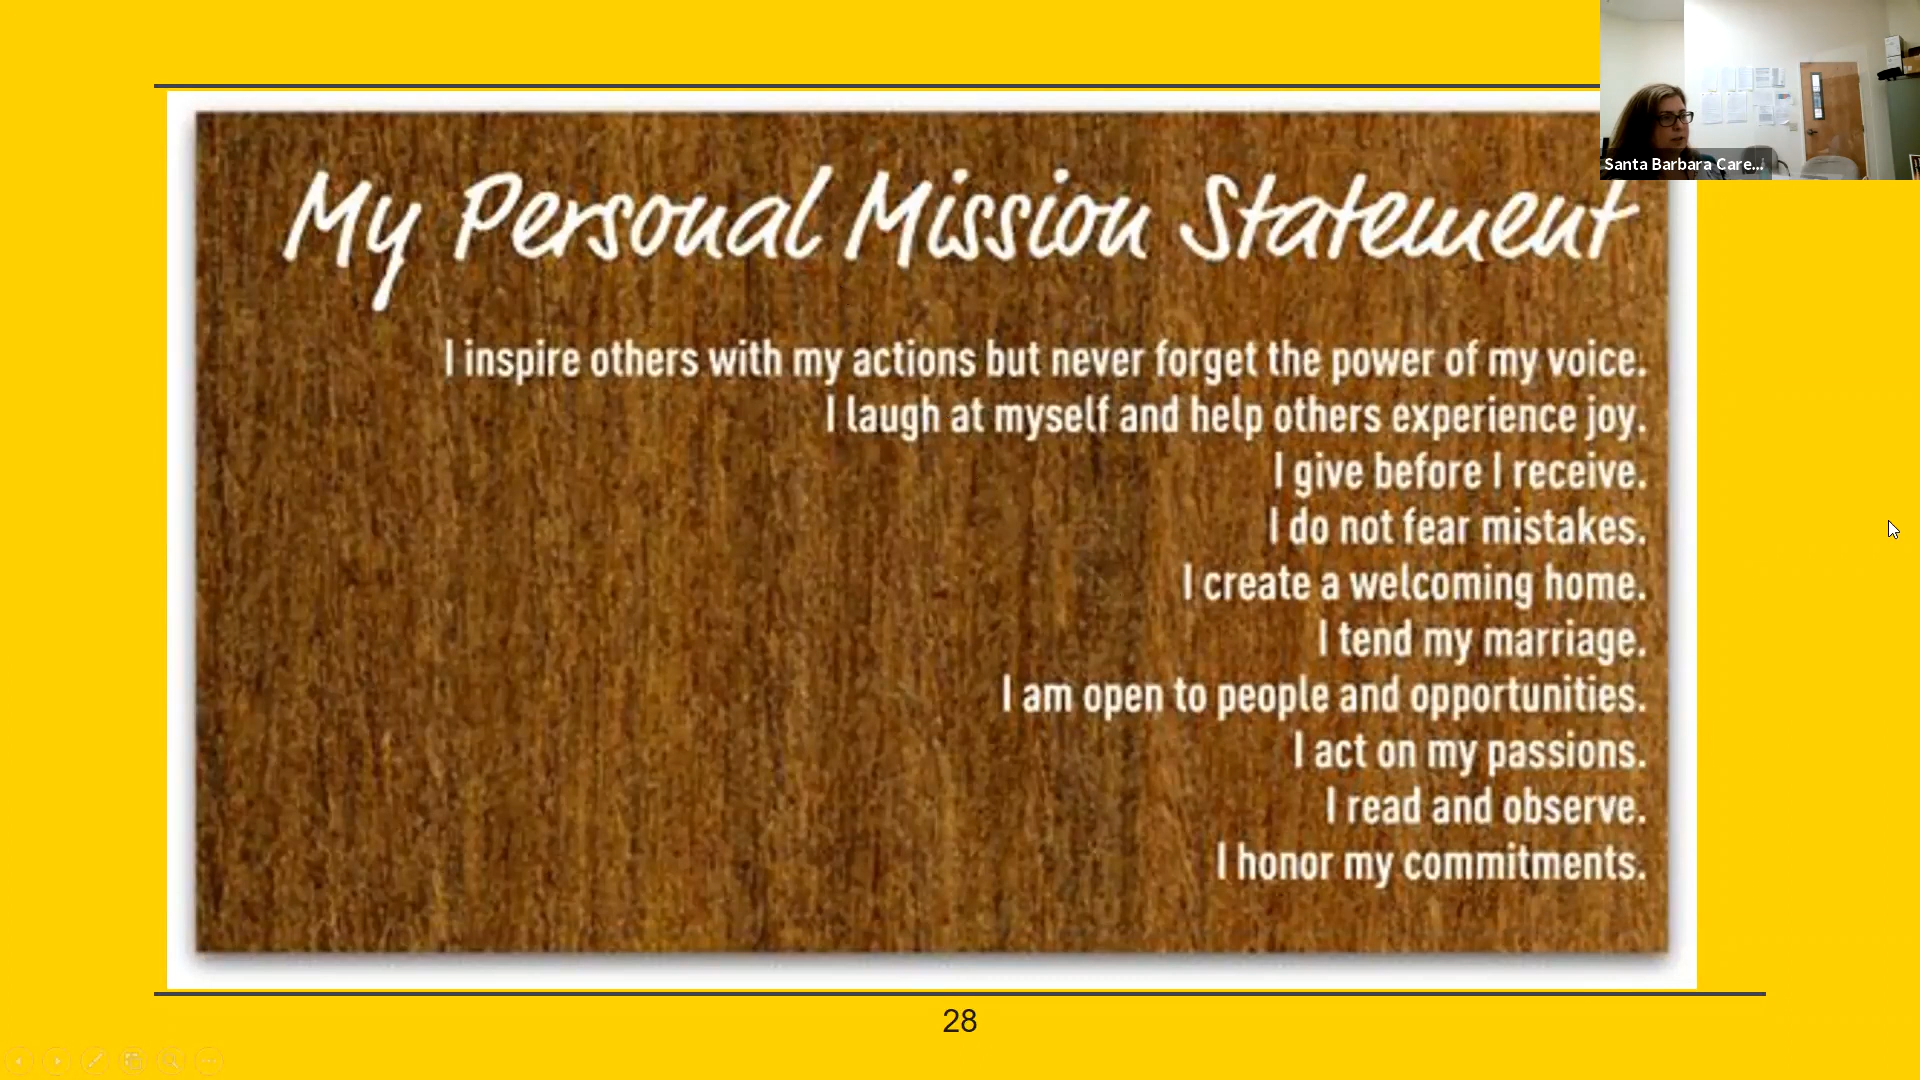 Santa Barbara Care...
My Personal Mission Statement
I inspire others with my actions but never forget the power of my voice.
I laugh at myself and help others experience joy.
I give before I receive.
I do not fear mistakes.
I create a welcoming home.
I tend my marriage.
I am open to people and opportunities.
I act on my passions.
I read and observe.
I honor my commitments.
28